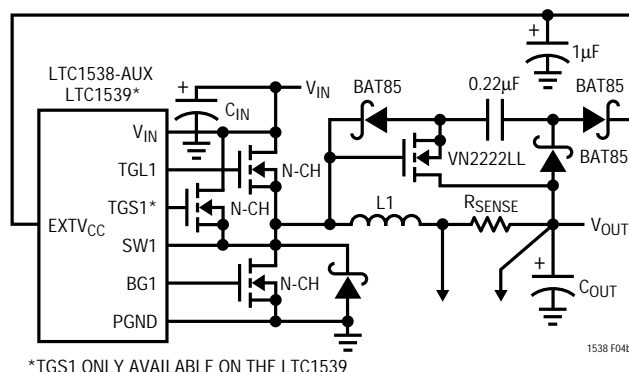 LTC1538-AUX
LTC1539*
VIN
TGL1
TGS1*
EXTVCC
SW1
BG1
PGND
+
CIN
VIN
N-CH
N-CH
N-CH
BAT85
0.22µF
+
1µF
BAT85
VN2222LL
BAT85
L1
RSENSE
VOUT
+
COUT
1538 F04b
*TGS1 ONLY AVAILABLE ON THE LTC1539